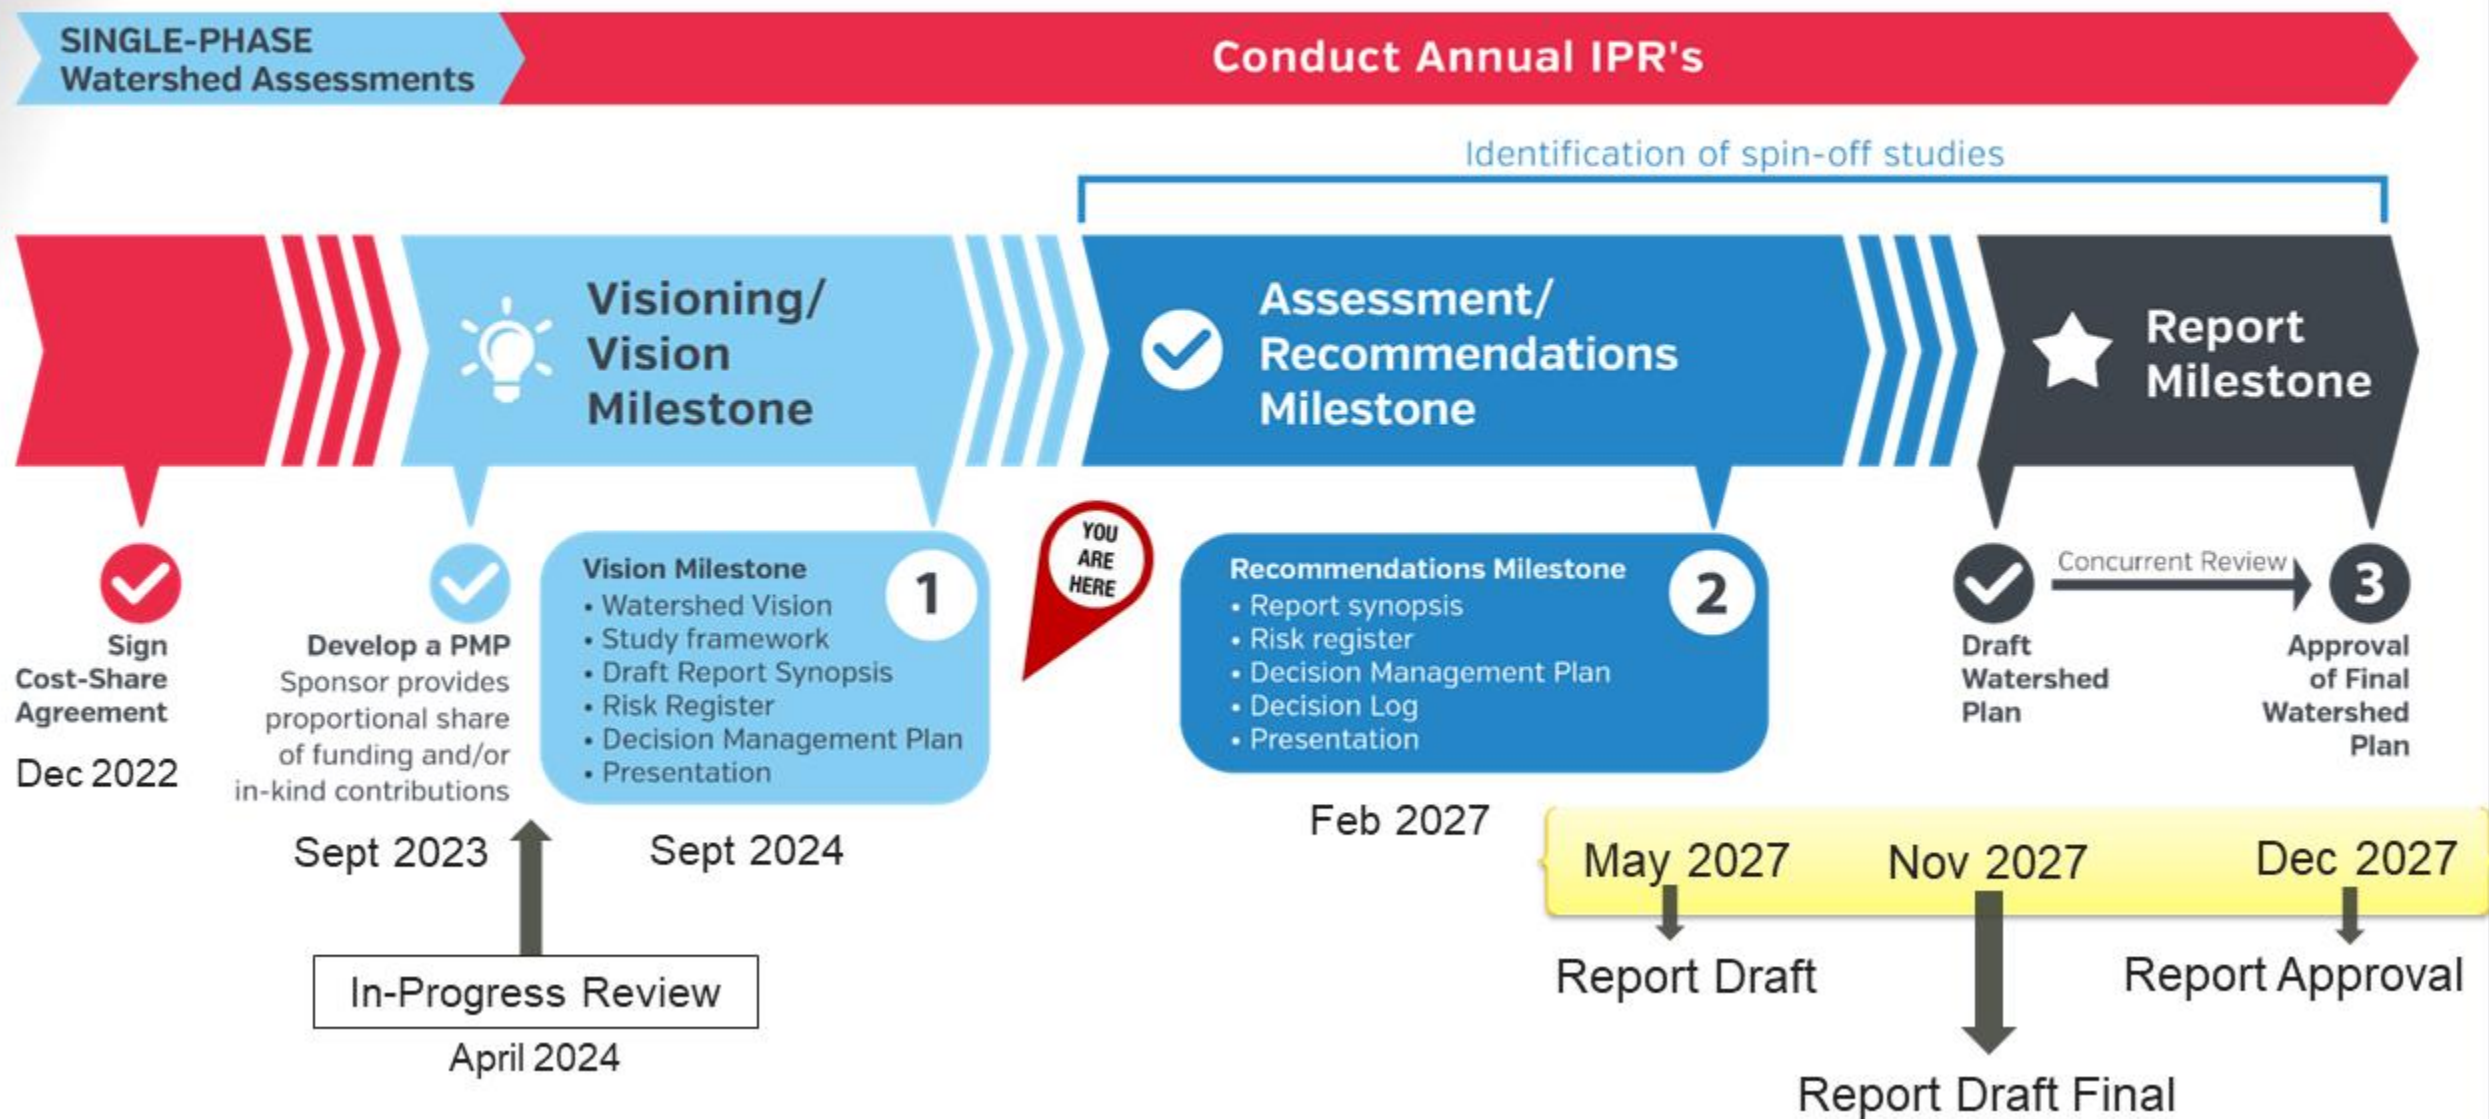 SINGLE-PHASE
Watershed Assessments
Conduct Annual IPR's
Identification of spin-off studies
Visioning/
Vision
Milestone
Assessment/
Recommendations
Milestone
Report
Milestone
Sign
Cost-Share
Agreement
Dec 2022
Develop a PMP
Sponsor provides
proportional share
of funding and/or
in-kind contributions
Sept 2023
Vision Milestone
1
• Watershed Vision
• Study framework
• Draft Report Synopsis
• Risk Register
• Decision Management Plan
• Presentation
Sept 2024
In-Progress Review
April 2024
YOU
ARE
HERE
Recommendations Milestone
2
• Report synopsis
• Risk register
• Decision Management Plan
• Decision Log
• Presentation
Feb 2027
Concurrent Review
3
Draft
Watershed
Plan
Approval
of Final
Watershed
Plan
May 2027
Nov 2027
Dec 2027
Report Draft
Report Approval
Report Draft Final